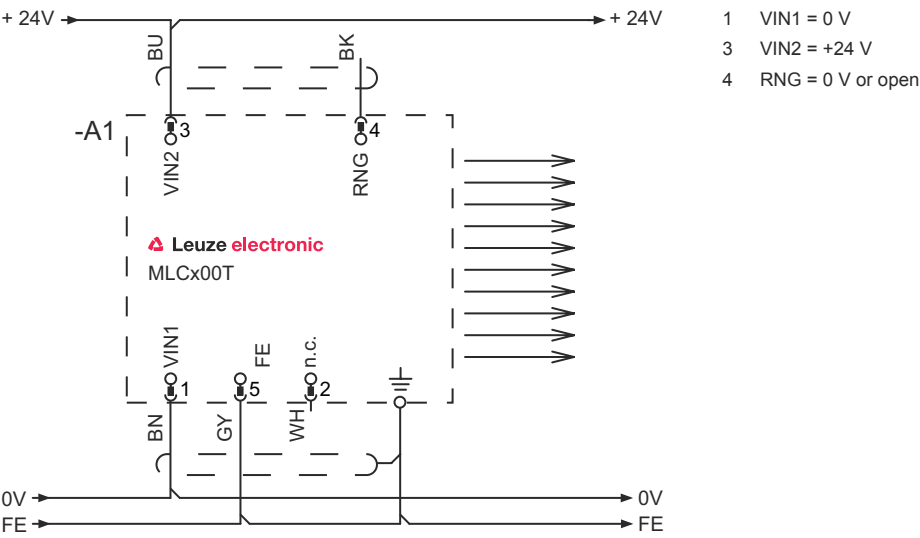 + 24V
+ 24V
1 VIN1 = 0 V
3 VIN2 = +24 V
4 RNG = 0 V or open
BU
BK
-A1
3
4
VIN2
RNG
Leuze electronic
MLCx00T
VIN1
FE
n.c.
1
5
2
BN
GY
WH
0V
0V
FE
FE